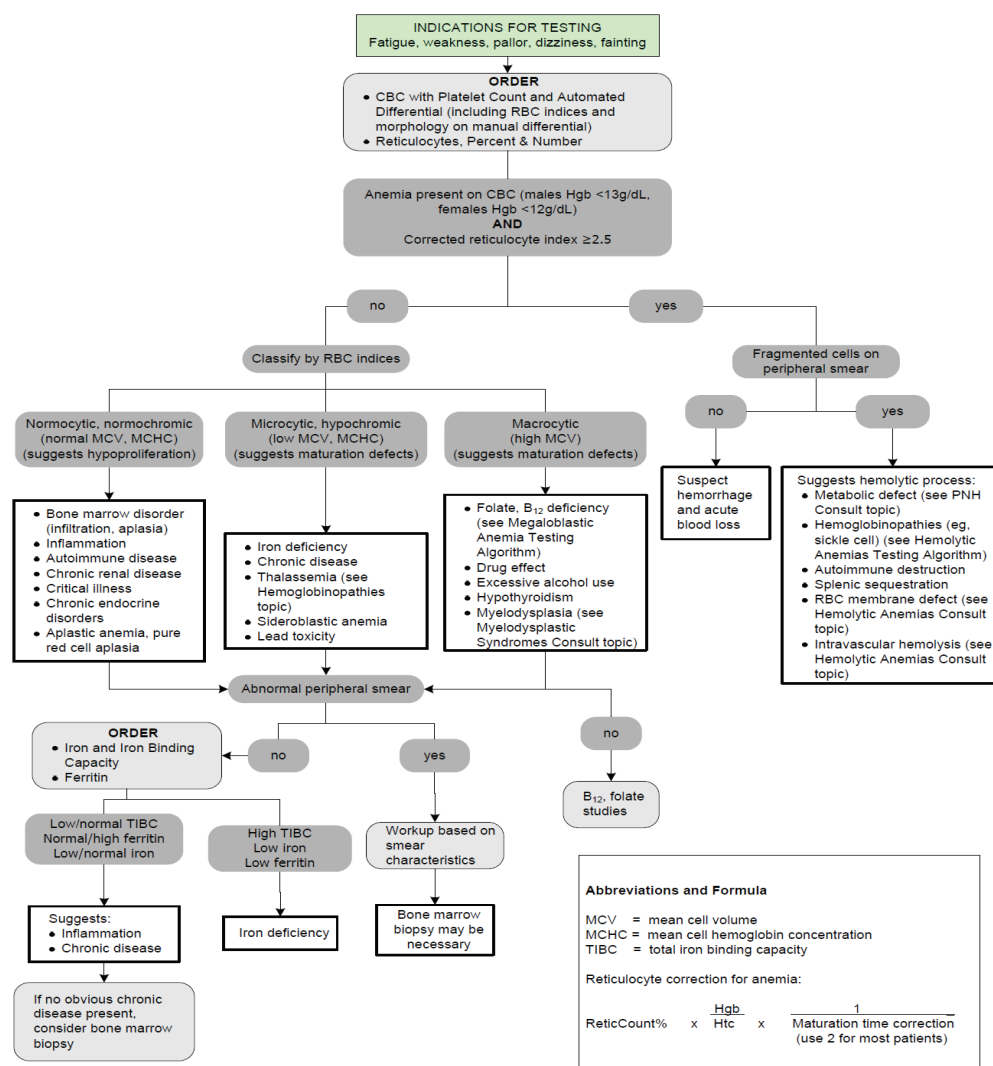 INDICATIONS FOR TESTING
Fatigue, weakness, pallor, dizziness, fainting
ORDER
• CBC with Platelet Count and Automated
Differential (including RBC indices and
morphology on manual differential)
• Reticulocytes, Percent & Number
Anemia present on CBC (males Hgb <13g/dL,
females Hgb <12g/dL)
AND
Corrected reticulocyte index ≥2.5
no
yes
Classify by RBC indices
Fragmented cells on
peripheral smear
Normocytic, normochromic
(normal MCV, MCHC)
(suggests hypoproliferation)
Microcytic, hypochromic
(low MCV, MCHC)
(suggests maturation defects)
Macrocytic
(high MCV)
(suggests maturation defects)
no
yes
• Bone marrow disorder
(infiltration, aplasia)
• Inflammation
• Autoimmune disease
• Chronic renal disease
• Critical illness
• Chronic endocrine
disorders
• Aplastic anemia, pure
red cell aplasia
• Iron deficiency
• Chronic disease
• Thalassemia (see
Hemoglobinopathies
topic)
• Sideroblastic anemia
• Lead toxicity
• Folate, B₁₂ deficiency
(see Megaloblastic
Anemia Testing
Algorithm)
• Drug effect
• Excessive alcohol use
• Hypothyroidism
• Myelodysplasia (see
Myelodysplastic
Syndromes Consult topic)
Suspect
hemorrhage
and acute
blood loss
Suggests hemolytic process:
• Metabolic defect (see PNH
Consult topic)
• Hemoglobinopathies (eg,
sickle cell) (see Hemolytic
Anemias Testing Algorithm)
• Autoimmune destruction
• Splenic sequestration
• RBC membrane defect (see
Hemolytic Anemias Consult
topic)
• Intravascular hemolysis (see
Hemolytic Anemias Consult
topic)
Abnormal peripheral smear
ORDER
• Iron and Iron Binding
Capacity
• Ferritin
no
yes
no
B₁₂, folate
studies
Low/normal TIBC
Normal/high ferritin
Low/normal iron
High TIBC
Low iron
Low ferritin
Workup based on
smear
characteristics
Suggests:
• Inflammation
• Chronic disease
Iron deficiency
Bone marrow
biopsy may be
necessary
If no obvious chronic
disease present,
consider bone marrow
biopsy
Abbreviations and Formula
MCV = mean cell volume
MCHC = mean cell hemoglobin concentration
TIBC = total iron binding capacity
Reticulocyte correction for anemia:
ReticCount% x Hgb/Htc x 1/Maturation time correction
(use 2 for most patients)